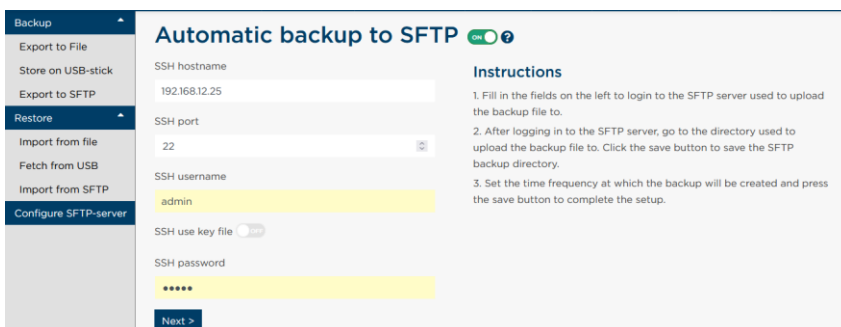 Backup
Export to File
Store on USB-stick
Export to SFTP
Restore
Import from file
Fetch from USB
Import from SFTP
Configure SFTP-server
Automatic backup to SFTP ON ?
SSH hostname
192.168.12.25
SSH port
22
SSH username
admin
SSH use key file OFF
SSH password
•••••
Next >
Instructions
1. Fill in the fields on the left to login to the SFTP server used to upload
the backup file to.
2. After logging in to the SFTP server, go to the directory used to
upload the backup file to. Click the save button to save the SFTP
backup directory.
3. Set the time frequency at which the backup will be created and press
the save button to complete the setup.